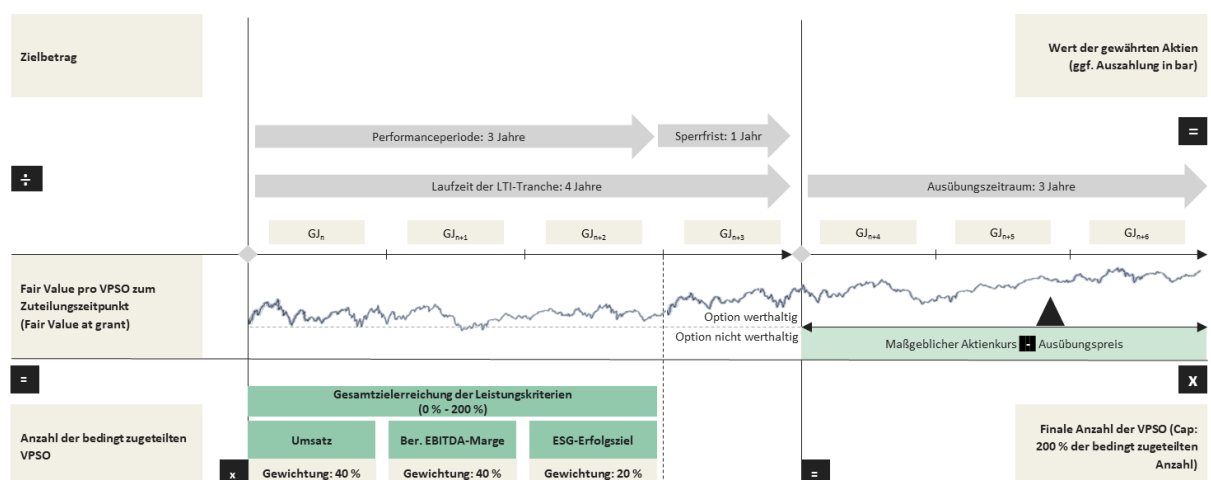 Zielbetrag
Wert der gewährten Aktien
(ggf. Auszahlung in bar)
Performanceperiode: 3 Jahre
Sperrfrist: 1 Jahr
=
÷
Laufzeit der LTI-Tranche: 4 Jahre
Ausübungszeitraum: 3 Jahre
GJn
GJn+1
GJn+2
GJn+3
GJn+4
GJn+5
GJn+6
Fair Value pro VPSO zum
Zuteilungszeitpunkt
(Fair Value at grant)
Option werthaltig
Option nicht werthaltig
Maßgeblicher Aktienkurs - Ausübungspreis
=
X
Gesamtzielerreichung der Leistungskriterien
(0 % - 200 %)
Anzahl der bedingt zugeteilten
VPSO
Umsatz
Ber. EBITDA-Marge
ESG-Erfolgsziel
Finale Anzahl der VPSO (Cap:
200 % der bedingt zugeteilten
Anzahl)
x
Gewichtung: 40 %
Gewichtung: 40 %
Gewichtung: 20 %
=